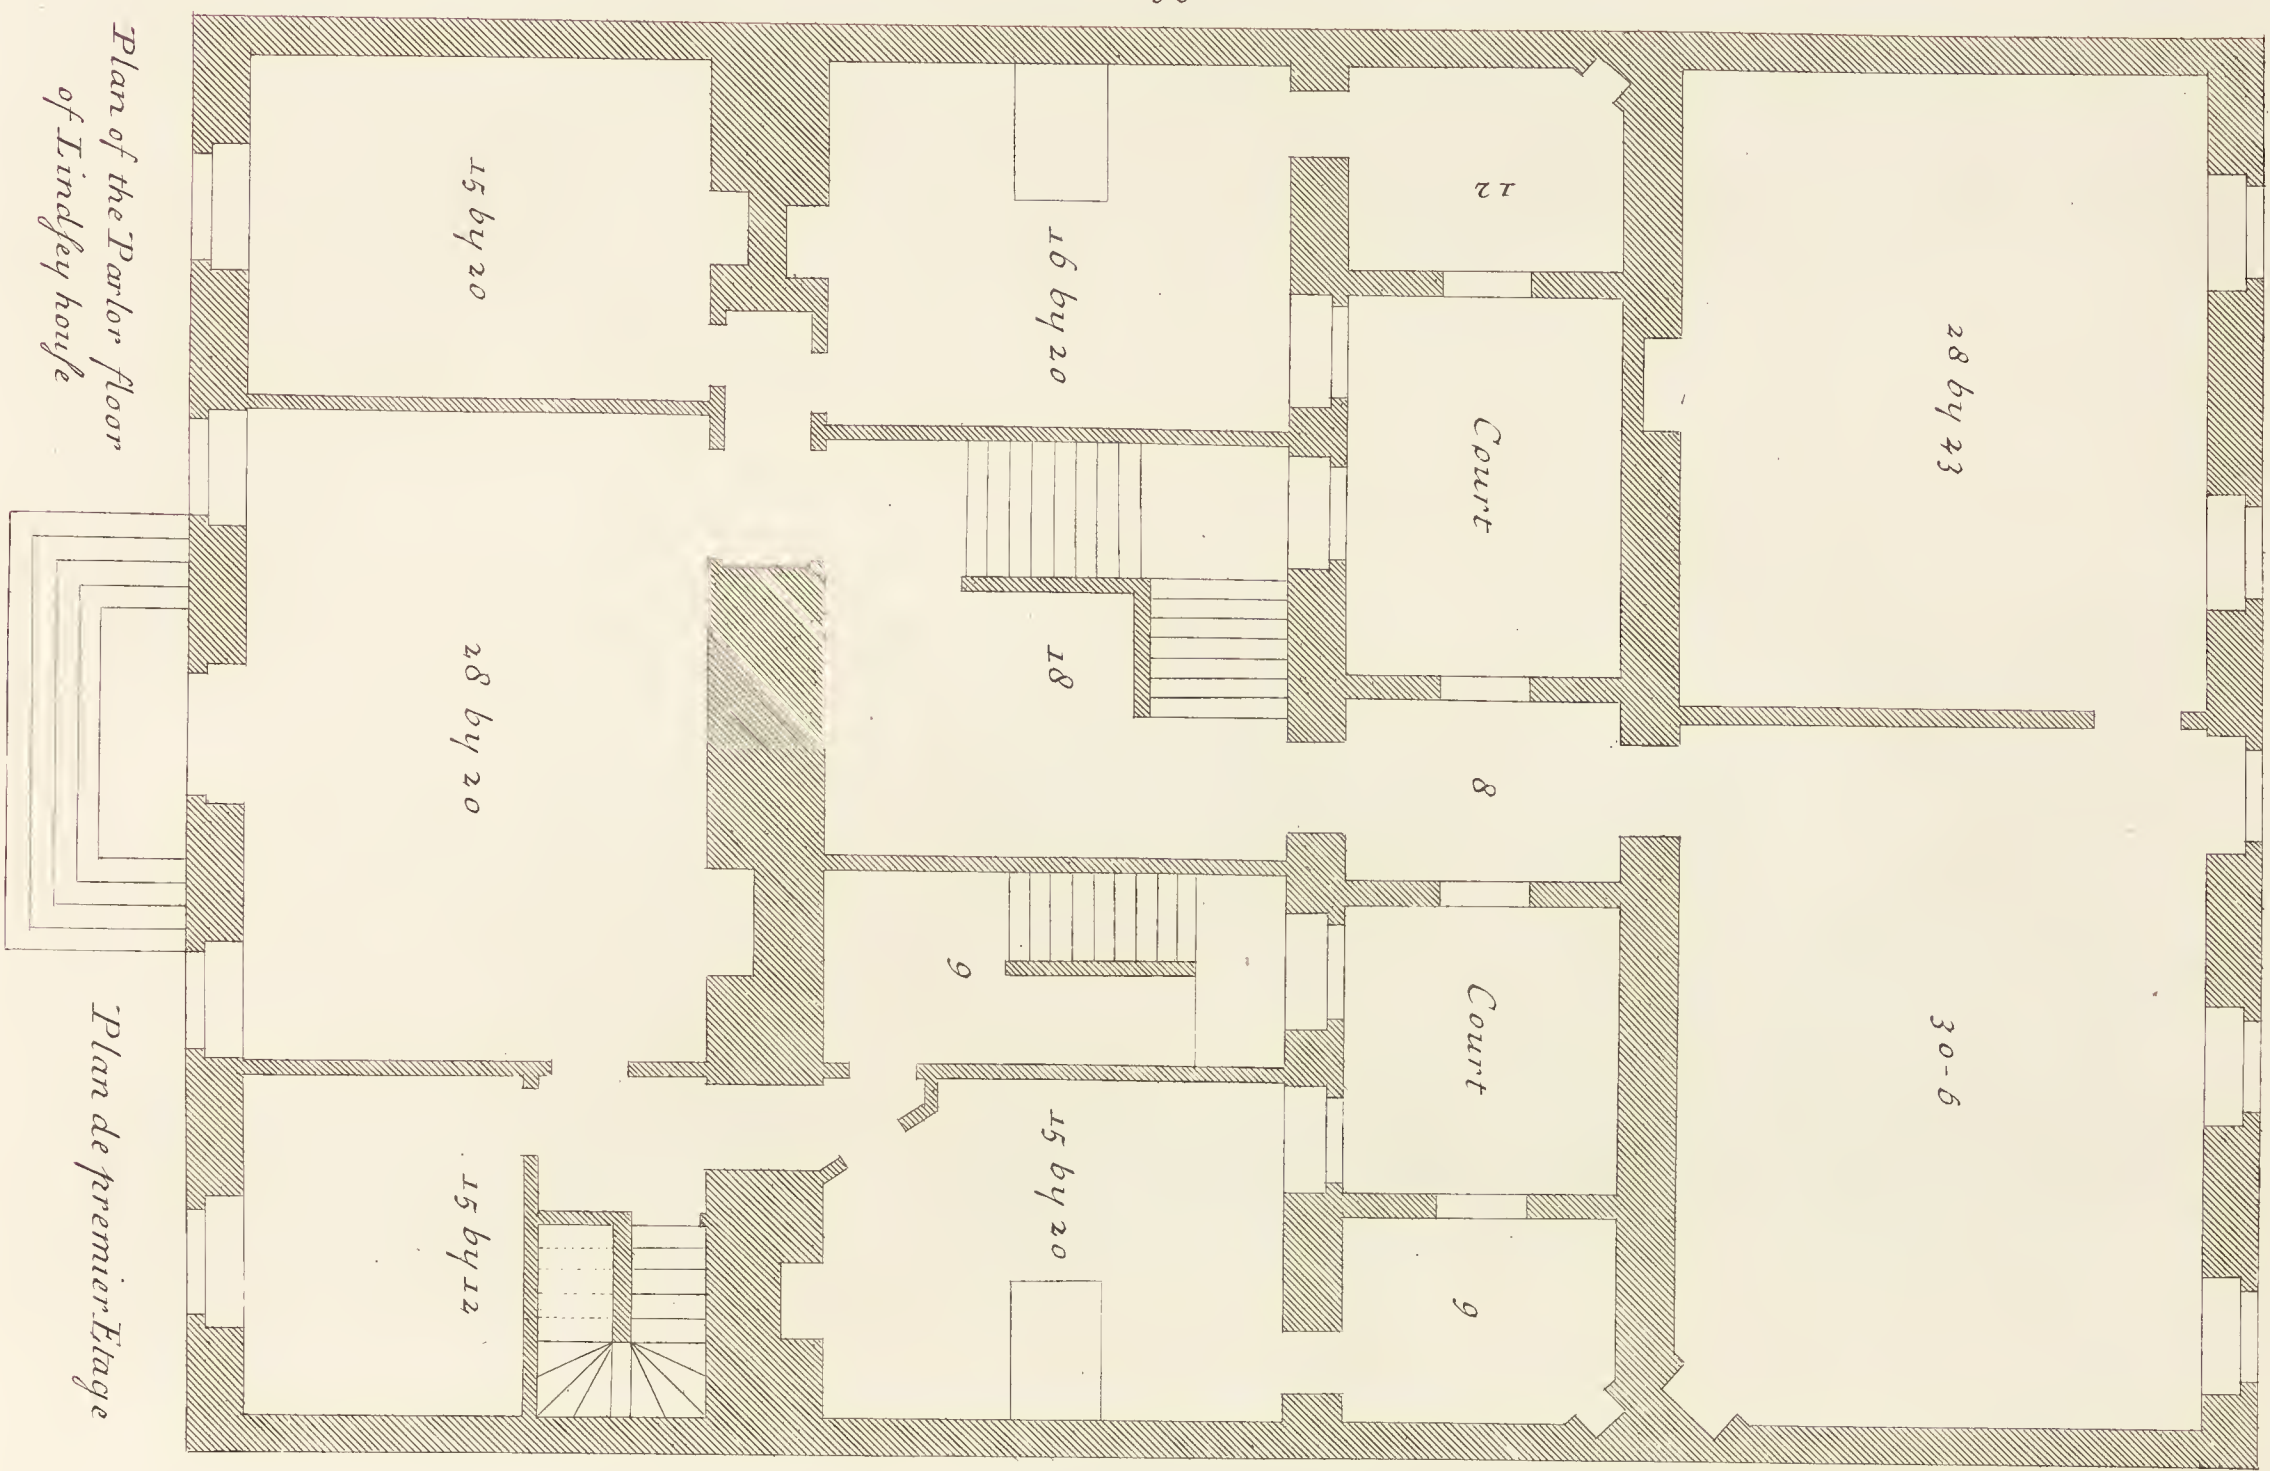 28 by 23
30-6
12
Court
8
Court
9
16 by 20
18
9
15 by 20
15 by 20
28 by 20
15 by 12
Plan of the Parlor floor
of Lindſey houſe
Plan de premier Etage